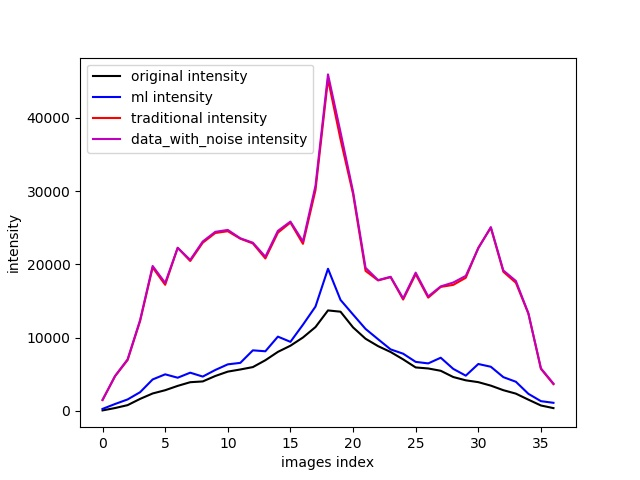 original intensity
ml intensity
traditional intensity
data_with_noise intensity
40000
30000
20000
10000
0
intensity
0 5 10 15 20 25 30 35
images index